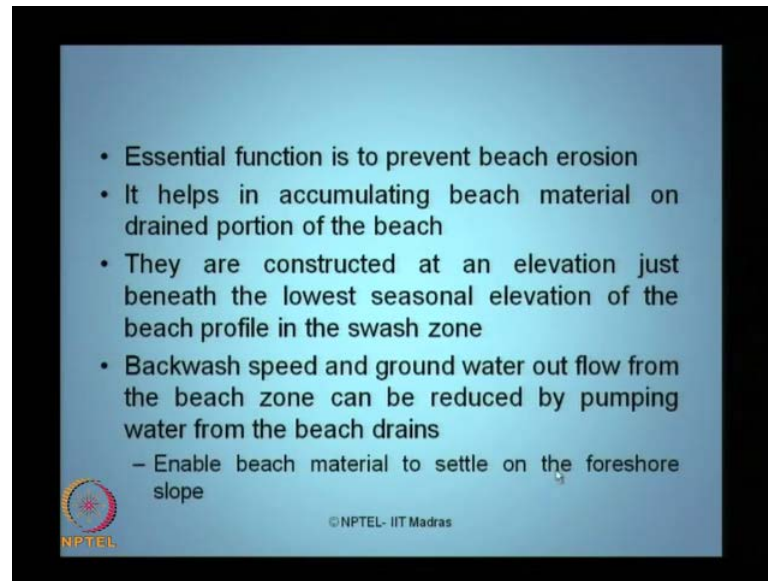 • Essential function is to prevent beach erosion
• It helps in accumulating beach material on
drained portion of the beach
• They are constructed at an elevation just
beneath the lowest seasonal elevation of the
beach profile in the swash zone
• Backwash speed and ground water out flow from
the beach zone can be reduced by pumping
water from the beach drains
– Enable beach material to settle on the foreshore
slope
© NPTEL- IIT Madras
NPTEL